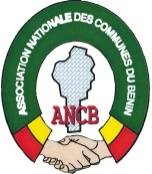 ASSOCIATION NATIONALE DES COMMUNES DU BENIN
ANCB